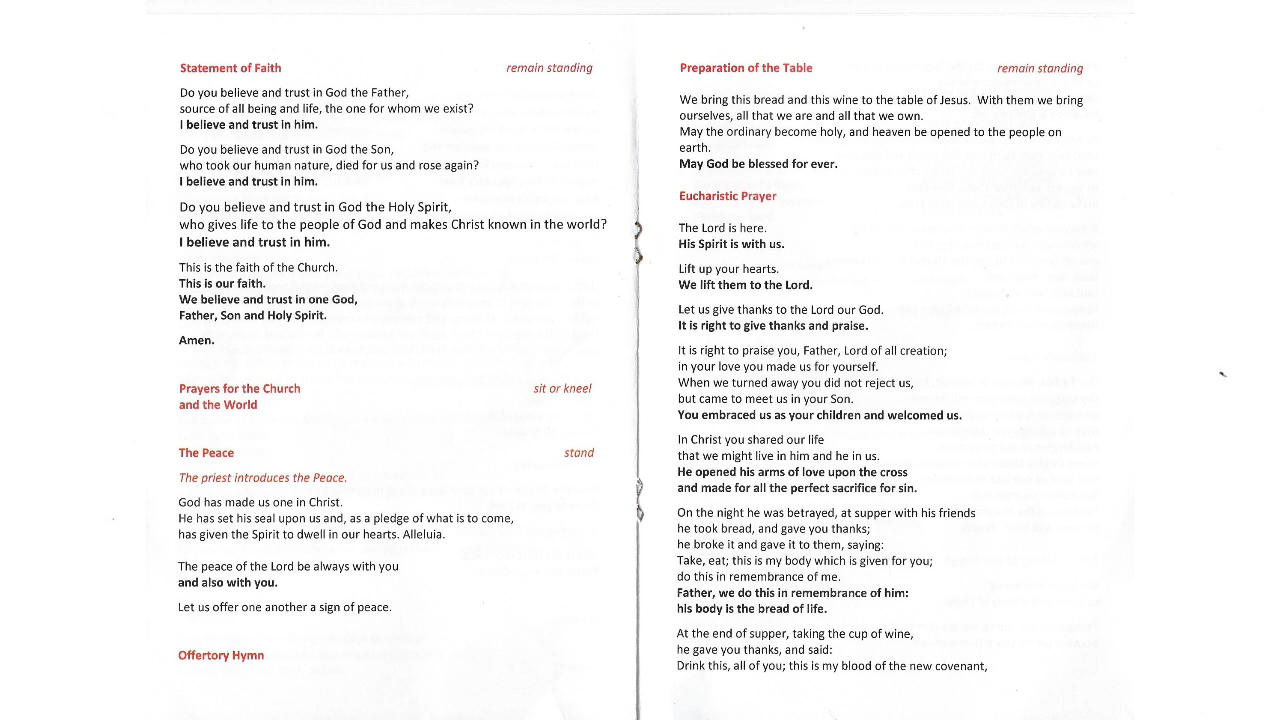 Statement of Faith remain standing
Do you believe and trust in God the Father,
source of all being and life, the one for whom we exist?
I believe and trust in him.
Do you believe and trust in God the Son,
who took our human nature, died for us and rose again?
I believe and trust in him.
Do you believe and trust in God the Holy Spirit,
who gives life to the people of God and makes Christ known in the world?
I believe and trust in him.
This is the faith of the Church.
This is our faith.
We believe and trust in one God,
Father, Son and Holy Spirit.
Amen.
Prayers for the Church sit or kneel
and the World
The Peace stand
The priest introduces the Peace.
God has made us one in Christ.
He has set his seal upon us and, as a pledge of what is to come,
has given the Spirit to dwell in our hearts. Alleluia.
The peace of the Lord be always with you
and also with you.
Let us offer one another a sign of peace.
Offertory Hymn
Preparation of the Table remain standing
We bring this bread and this wine to the table of Jesus. With them we bring
ourselves, all that we are and all that we own.
May the ordinary become holy, and heaven be opened to the people on
earth.
May God be blessed for ever.
Eucharistic Prayer
The Lord is here.
His Spirit is with us.
Lift up your hearts.
We lift them to the Lord.
Let us give thanks to the Lord our God.
It is right to give thanks and praise.
It is right to praise you, Father, Lord of all creation;
in your love you made us for yourself.
When we turned away you did not reject us,
but came to meet us in your Son.
You embraced us as your children and welcomed us.
In Christ you shared our life
that we might live in him and he in us.
He opened his arms of love upon the cross
and made for all the perfect sacrifice for sin.
On the night he was betrayed, at supper with his friends
he took bread, and gave you thanks;
he broke it and gave it to them, saying:
Take, eat; this is my body which is given for you;
do this in remembrance of me.
Father, we do this in remembrance of him:
his body is the bread of life.
At the end of supper, taking the cup of wine,
he gave you thanks, and said:
Drink this, all of you; this is my blood of the new covenant,